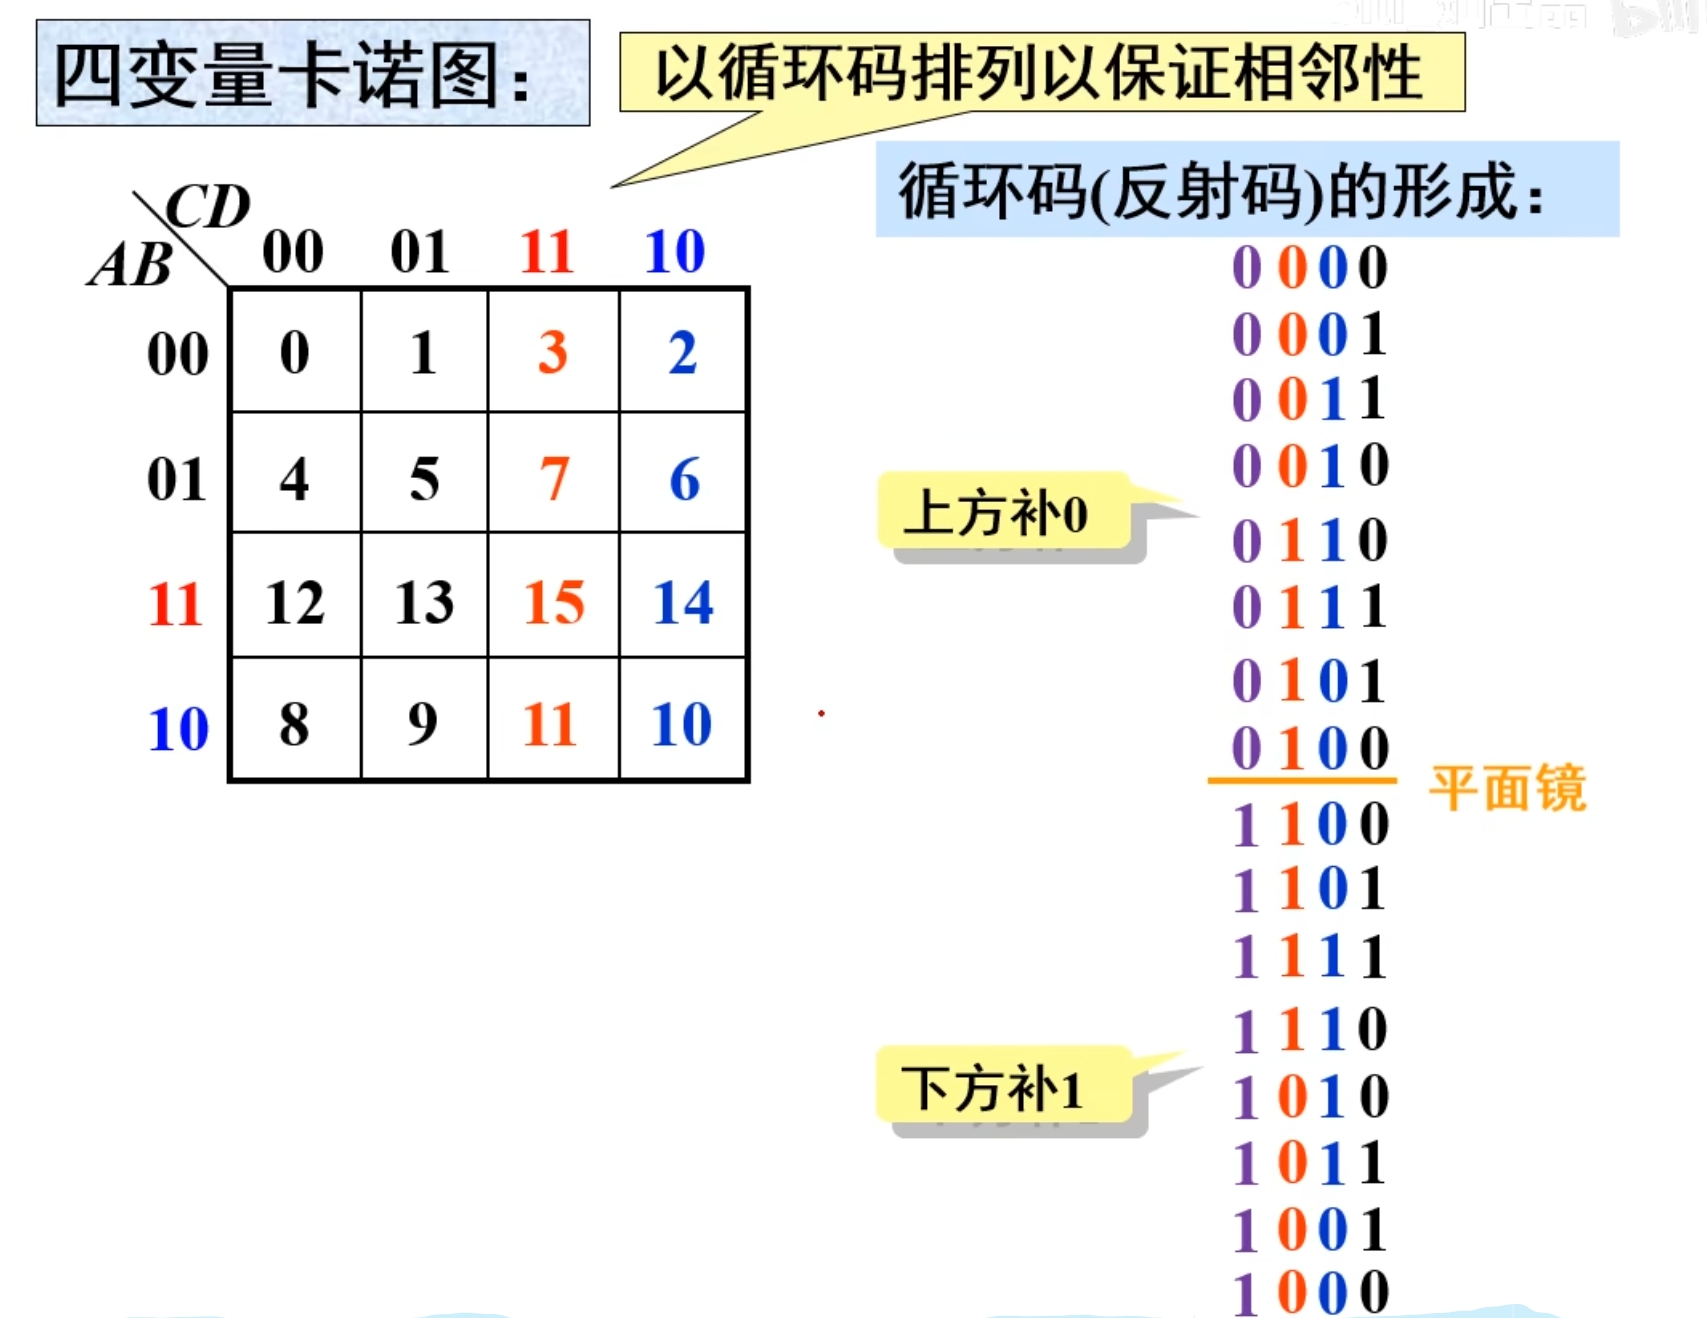 四变量卡诺图：
以循环码排列以保证相邻性
CD
AB
00 01 11 10
00 0 1 3 2
01 4 5 7 6
11 12 13 15 14
10 8 9 11 10
循环码(反射码)的形成：
0 0 0 0
0 0 0 1
0 0 1 1
0 0 1 0
上方补0
0 1 1 0
0 1 1 1
0 1 0 1
0 1 0 0
平面镜
1 1 0 0
1 1 0 1
1 1 1 1
1 1 1 0
下方补1
1 0 1 0
1 0 1 1
1 0 0 1
1 0 0 0